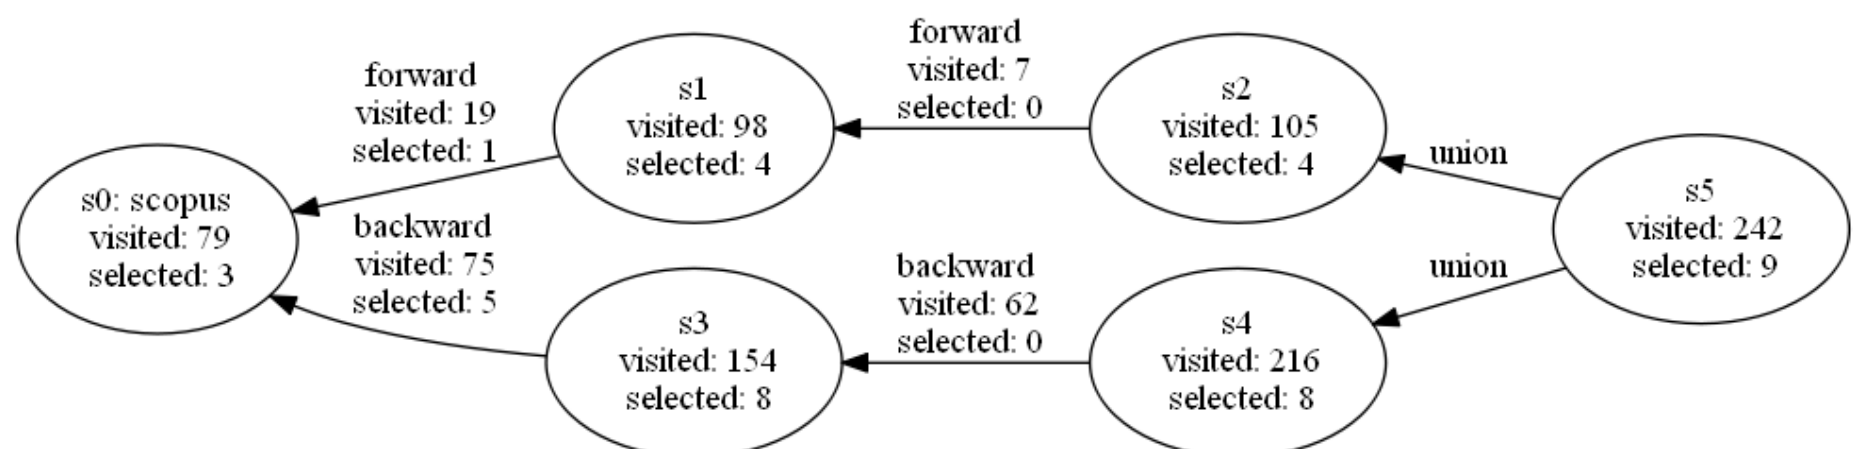 s0: scopus
visited: 79
selected: 3
forward
visited: 19
selected: 1
backward
visited: 75
selected: 5
s1
visited: 98
selected: 4
s3
visited: 154
selected: 8
forward
visited: 7
selected: 0
backward
visited: 62
selected: 0
s2
visited: 105
selected: 4
s4
visited: 216
selected: 8
union
union
s5
visited: 242
selected: 9